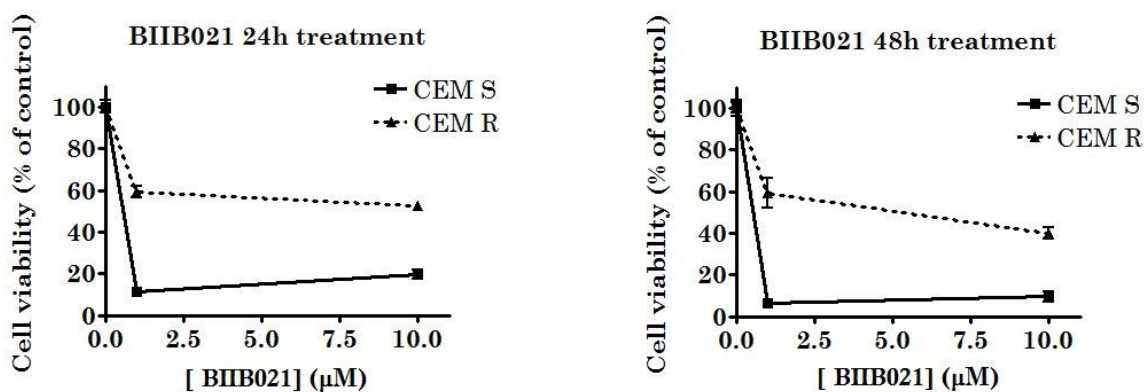 BIIB021 24h treatment
CEM S
CEM R
Cell viability (% of control)
100
80
60
40
20
0
0.0 2.5 5.0 7.5 10.0
[ BIIB021] (μM)
BIIB021 48h treatment
CEM S
CEM R
Cell viability (% of control)
100
80
60
40
20
0
0.0 2.5 5.0 7.5 10.0
[ BIIB021] (μM)